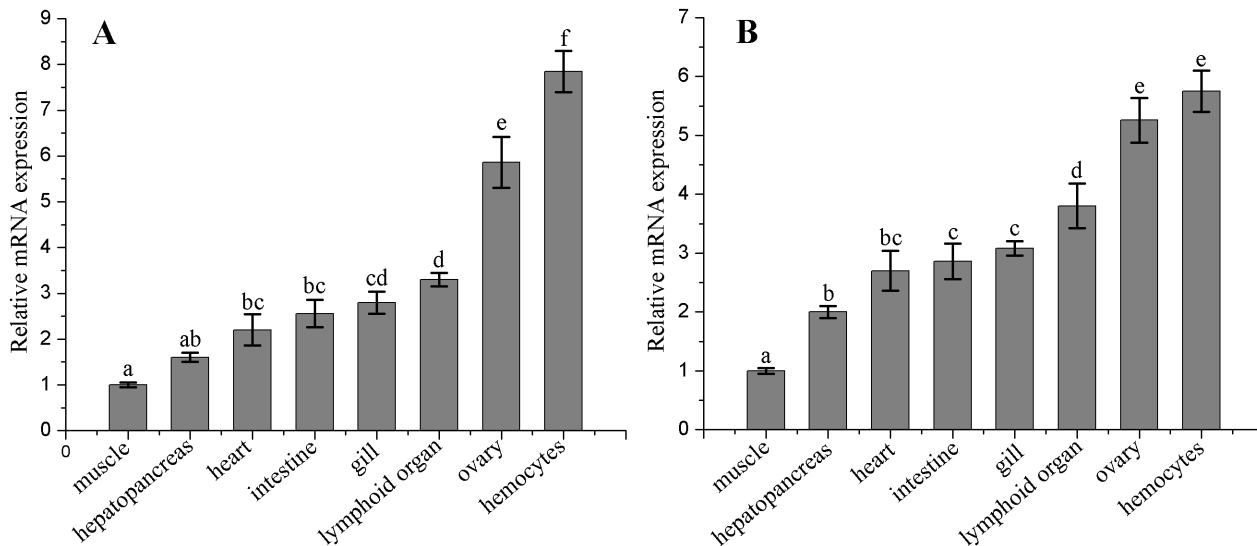 A
Relative mRNA expression
9
8
7
6
5
4
3
2
1
0
0
a
ab
bc
bc
cd
d
e
f
muscle
hepatopancreas
heart
intestine
gill
lymphoid organ
ovary
hemocytes
B
Relative mRNA expression
7
6
5
4
3
2
1
0
a
b
bc
c
c
d
e
e
muscle
hepatopancreas
heart
intestine
gill
lymphoid organ
ovary
hemocytes